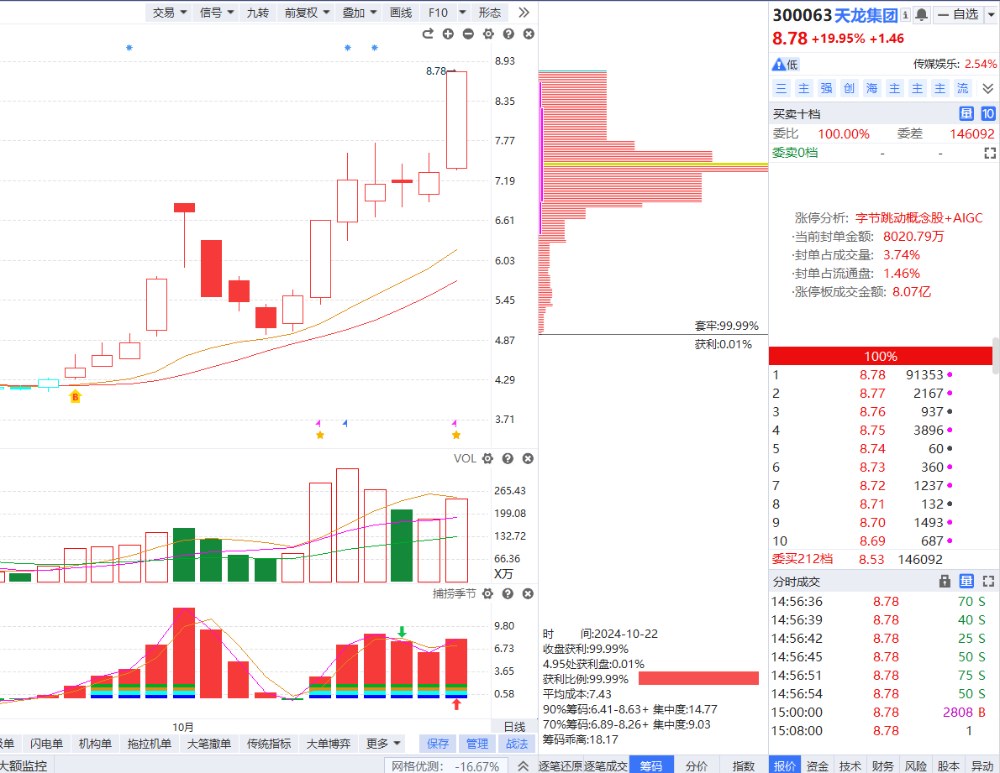 交易 信号 九转 前复权 叠加 画线 F10 形态
300063 天龙集团 自选
8.78 +19.95% +1.46
低 传媒娱乐: 2.54%
三 主 强 创 海 主 主 主 流
买卖十档 量 10
委比 100.00% 委差 146092
委卖0档 - -
涨停分析: 字节跳动概念股+AIGC
·当前封单金额: 8020.79万
·封单占成交量: 3.74%
·封单占流通盘: 1.46%
·涨停板成交金额: 8.07亿
100%
1 8.78 91353
2 8.77 2167
3 8.76 937
4 8.75 3896
5 8.74 60
6 8.73 360
7 8.72 1237
8 8.71 132
9 8.70 1493
10 8.69 687
委买212档 8.53 146092
分时成交 量
14:56:36 8.78 70 S
14:56:39 8.78 40 S
14:56:42 8.78 25 S
14:56:45 8.78 50 S
14:56:51 8.78 75 S
14:56:54 8.78 50 S
15:00:00 8.78 2808 B
15:08:00 8.78 1
报价 资金 技术 财务 风险 股本 异动
8.78
8.93
8.35
7.77
7.19
6.61
6.03
5.45
4.87
4.29
3.71
B
VOL
265.43
199.08
132.72
66.36
X万
捕捞季节
9.80
6.73
3.65
0.58
10月 日线
套牢:99.99%
获利:0.01%
时 间:2024-10-22
收盘获利:99.99%
4.95处获利盘:0.01%
获利比例:99.99%
平均成本:7.43
90%筹码:6.41-8.63+ 集中度:14.77
70%筹码:6.89-8.26+ 集中度:9.03
筹码乖离:18.17
单 闪电单 机构单 拖拉机单 大笔撤单 传统指标 大单博弈 更多 保存 管理 战法
大额监控 网格优测: -16.67% 逐笔还原 逐笔成交 筹码 分价 指数